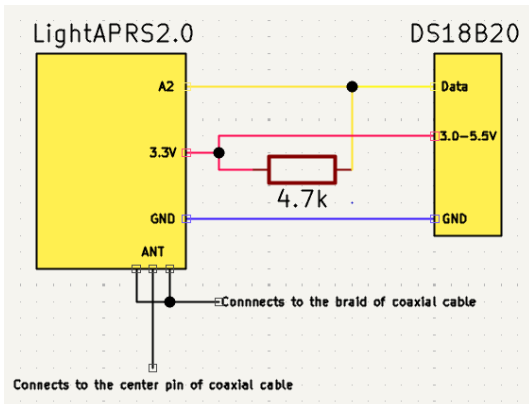 LightAPRS2.0
DS18B20
A2
Data
3.3V
3.0-5.5V
4.7k
GND
GND
ANT
Connnects to the braid of coaxial cable
Connects to the center pin of coaxial cable